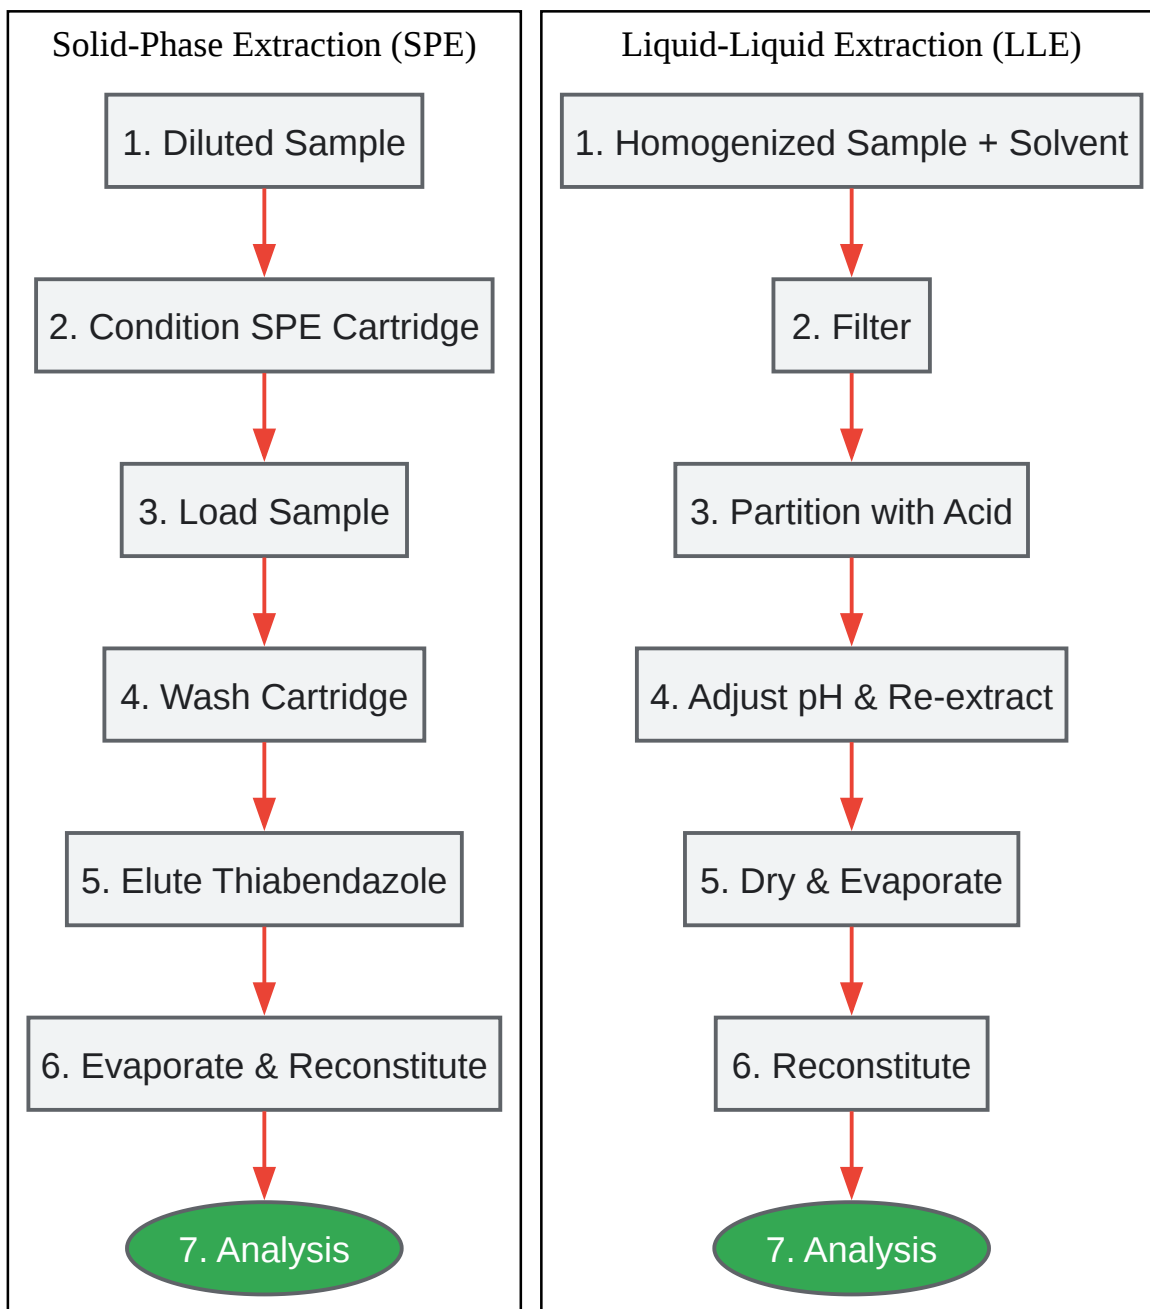 Solid-Phase Extraction (SPE)
1. Diluted Sample
2. Condition SPE Cartridge
3. Load Sample
4. Wash Cartridge
5. Elute Thiabendazole
6. Evaporate & Reconstitute
7. Analysis
Liquid-Liquid Extraction (LLE)
1. Homogenized Sample + Solvent
2. Filter
3. Partition with Acid
4. Adjust pH & Re-extract
5. Dry & Evaporate
6. Reconstitute
7. Analysis